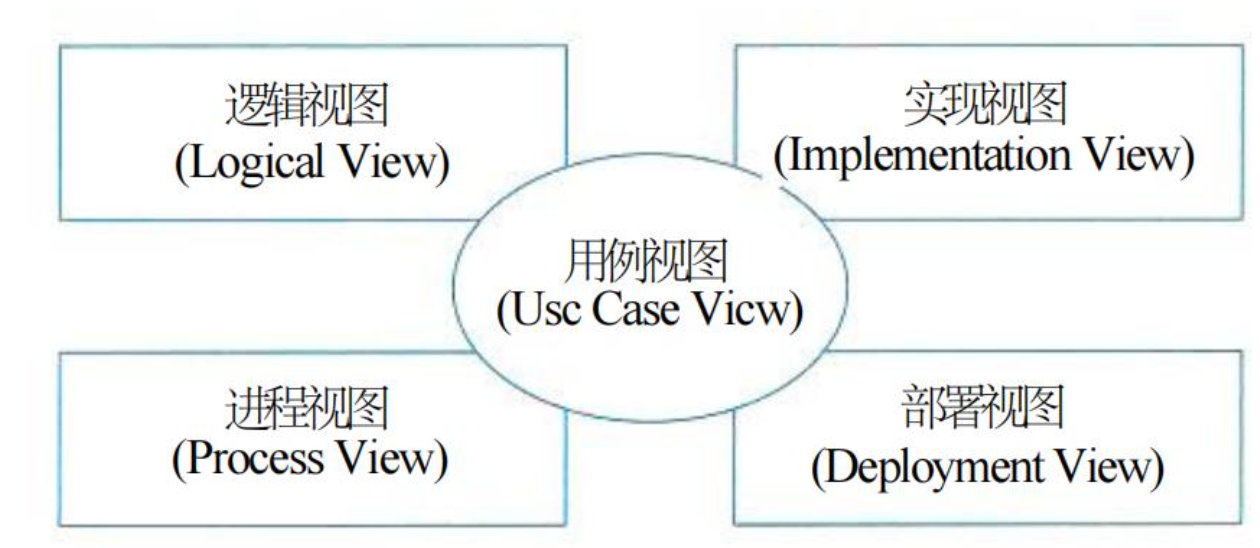 逻辑视图
(Logical View)
实现视图
(Implementation View)
用例视图
(Usc Case Vicw)
进程视图
(Process View)
部署视图
(Deployment View)